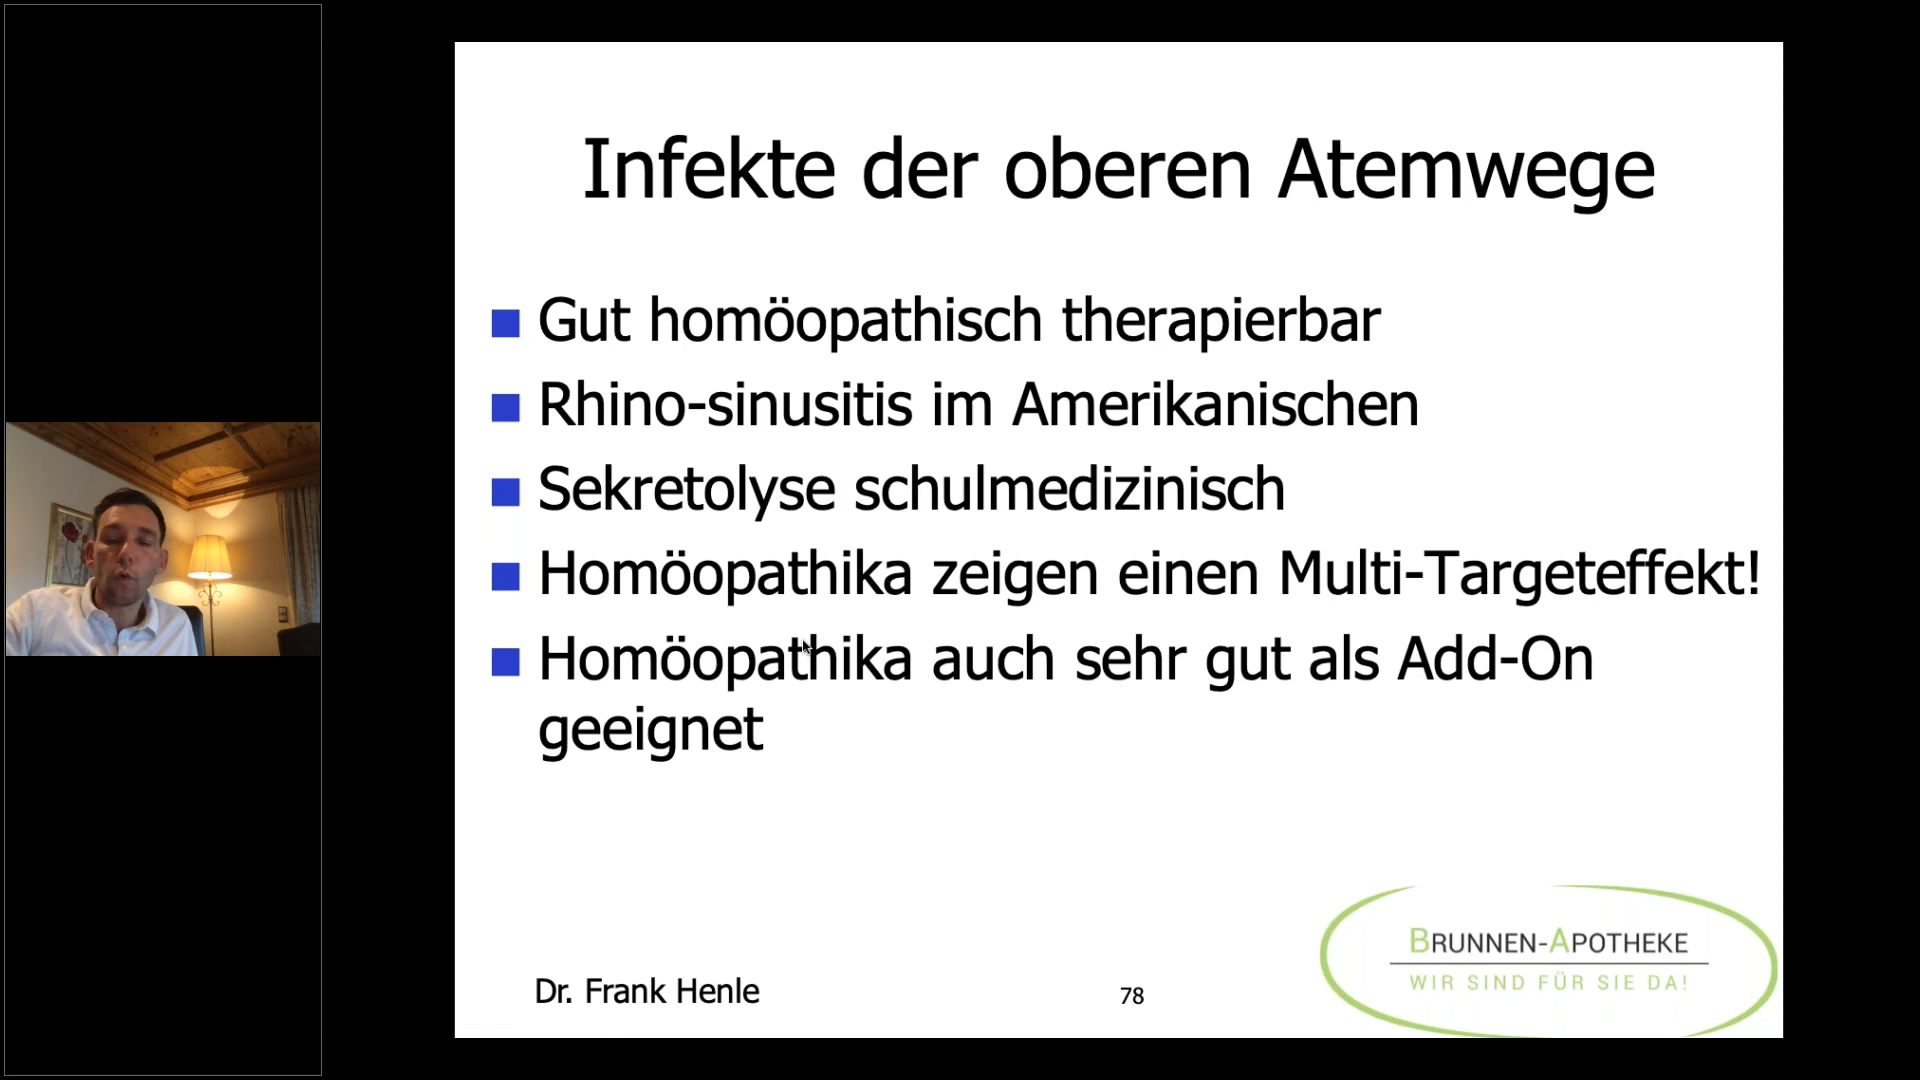 Infekte der oberen Atemwege
Gut homöopathisch therapierbar
Rhino-sinusitis im Amerikanischen
Sekretolyse schulmedizinisch
Homöopathika zeigen einen Multi-Targeteffekt!
Homöopathika auch sehr gut als Add-On
geeignet
BRUNNEN-APOTHEKE
WIR SIND FÜR SIE DA!
Dr. Frank Henle
78